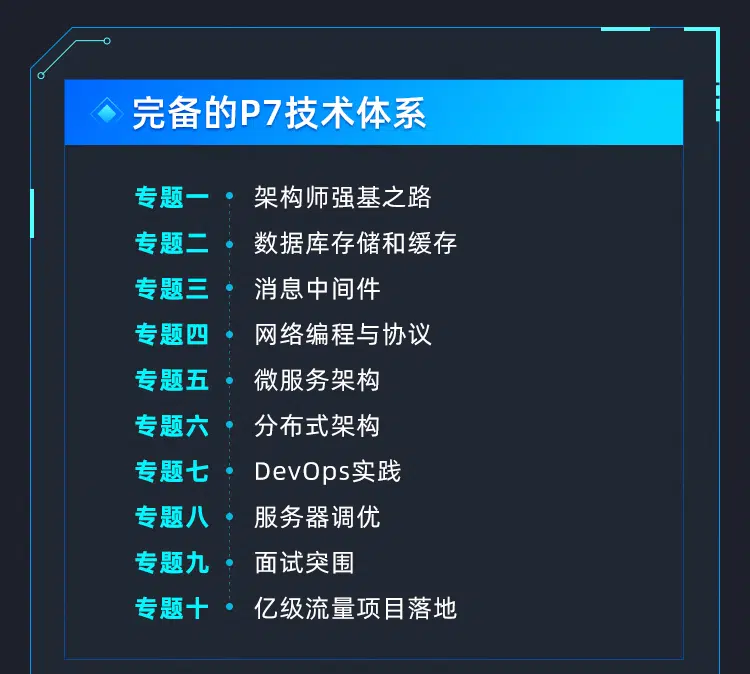 完备的P7技术体系
专题一 架构师强基之路
专题二 数据库存储和缓存
专题三 消息中间件
专题四 网络编程与协议
专题五 微服务架构
专题六 分布式架构
专题七 DevOps实践
专题八 服务器调优
专题九 面试突围
专题十 亿级流量项目落地